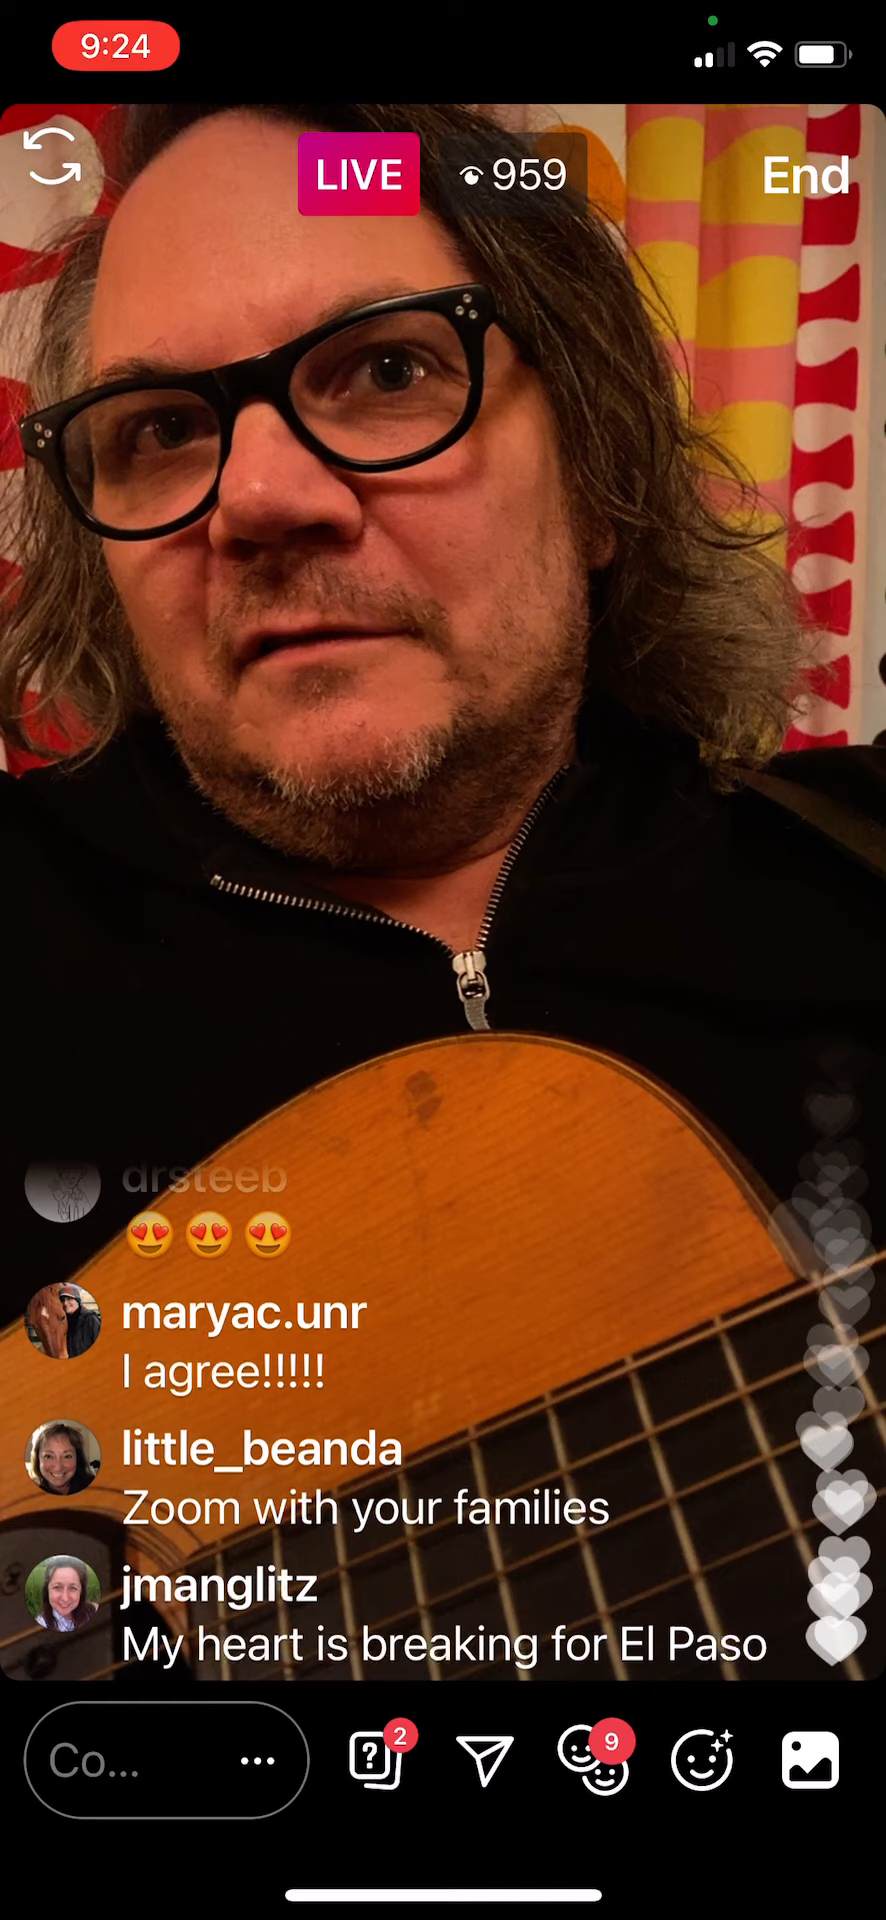 9:24
LIVE
959
End
drsteeb
😍😍😍
maryac.unr
I agree!!!!!
little_beanda
Zoom with your families
jmanglitz
My heart is breaking for El Paso
Co...
2
9